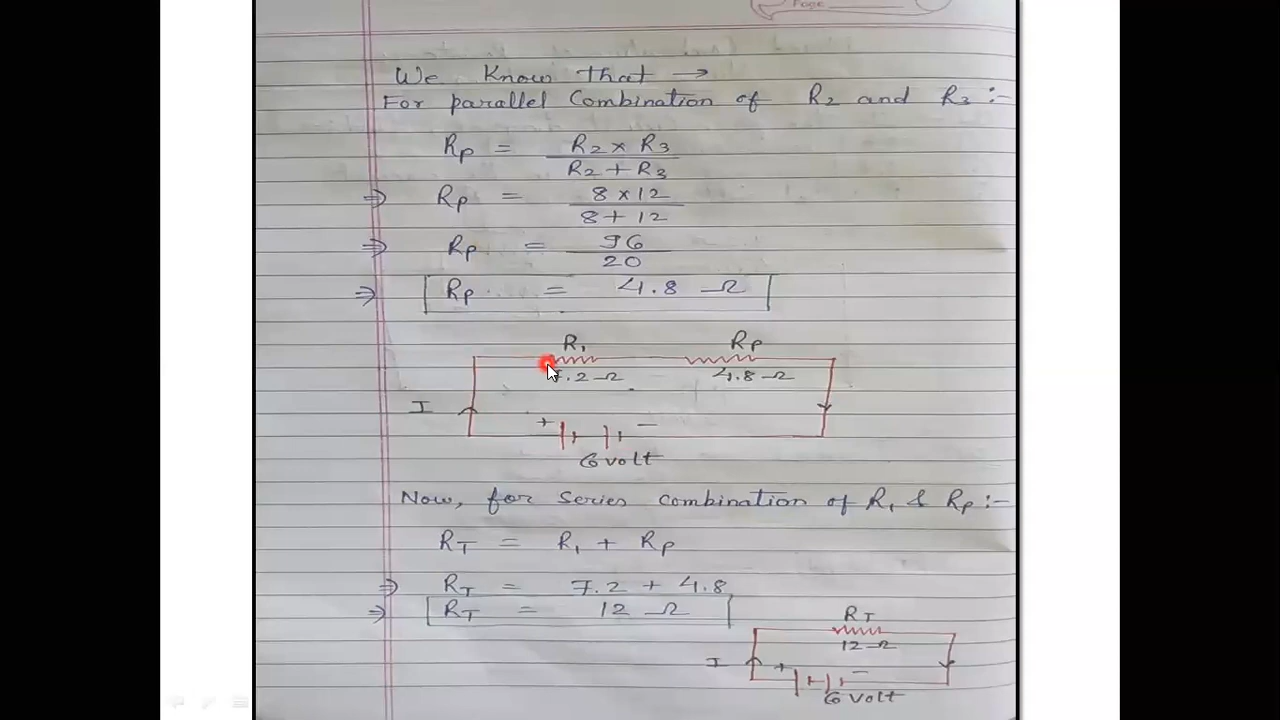 Page
We Know that →
For parallel Combination of R2 and R3 :-
Rp = R2 × R3
R2 + R3
⇒ Rp = 8 × 12
8 + 12
⇒ Rp = 96
20
⇒ Rp = 4.8 Ω
R1 Rp
7.2 Ω 4.8 Ω
I
+ −
6 volt
Now, for Series combination of R1 & Rp :-
RT = R1 + Rp
⇒ RT = 7.2 + 4.8
⇒ RT = 12 Ω
RT
12 Ω
I + −
6 volt